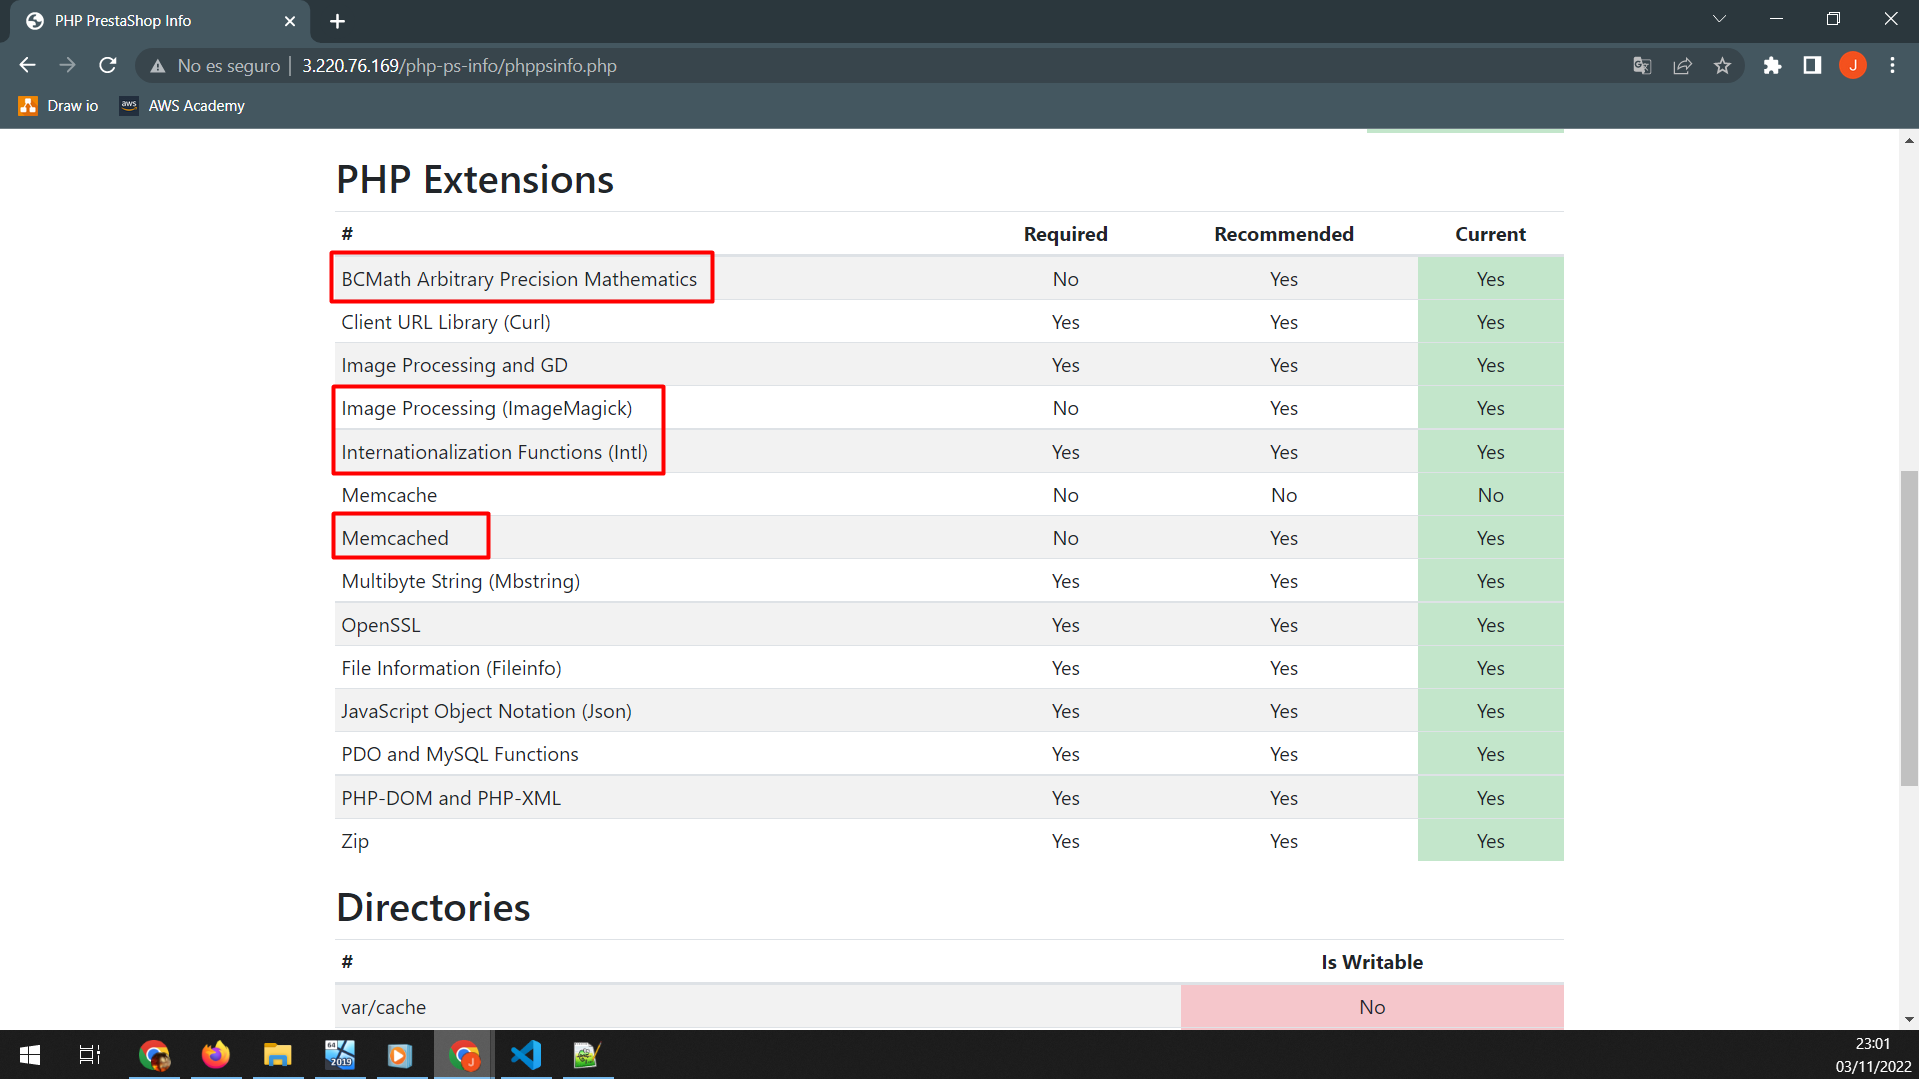 PHP PrestaShop Info
No es seguro | 3.220.76.169/php-ps-info/phppsinfo.php
J
Draw io
aws AWS Academy
PHP Extensions
# Required Recommended Current
BCMath Arbitrary Precision Mathematics No Yes Yes
Client URL Library (Curl) Yes Yes Yes
Image Processing and GD Yes Yes Yes
Image Processing (ImageMagick) No Yes Yes
Internationalization Functions (Intl) Yes Yes Yes
Memcache No No No
Memcached No Yes Yes
Multibyte String (Mbstring) Yes Yes Yes
OpenSSL Yes Yes Yes
File Information (Fileinfo) Yes Yes Yes
JavaScript Object Notation (Json) Yes Yes Yes
PDO and MySQL Functions Yes Yes Yes
PHP-DOM and PHP-XML Yes Yes Yes
Zip Yes Yes Yes
Directories
# Is Writable
var/cache No
64
2019
J
23:01
03/11/2022